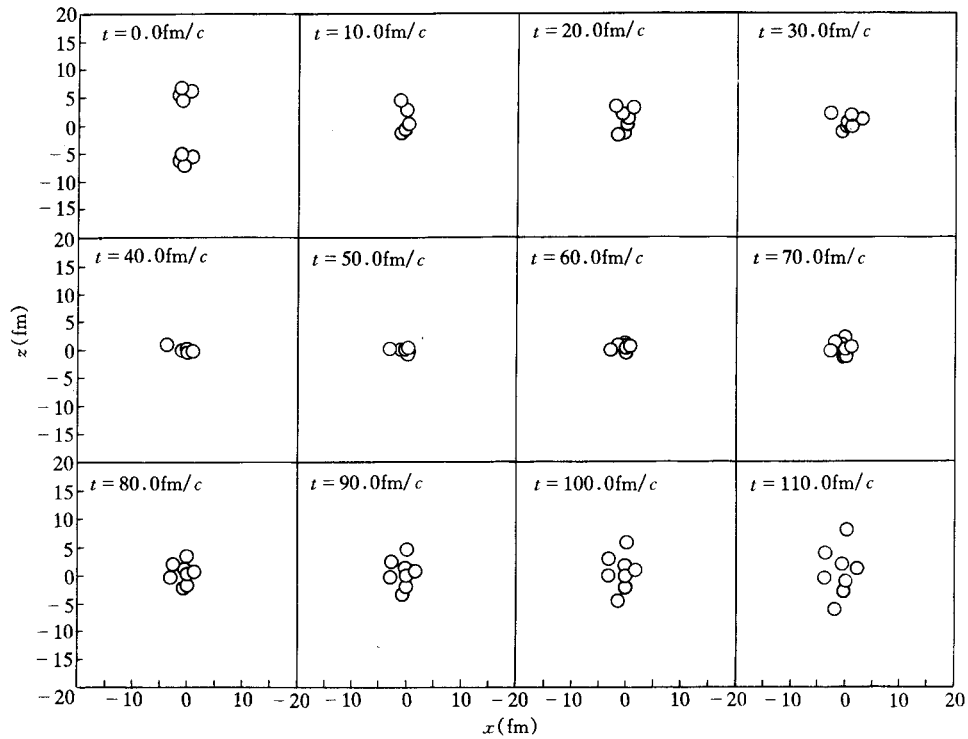 20
15
10
5
0
−5
−10
−15
t = 0.0fm/c
t = 10.0fm/c
t = 20.0fm/c
t = 30.0fm/c
20
15
10
5
0
−5
−10
−15
t = 40.0fm/c
t = 50.0fm/c
t = 60.0fm/c
t = 70.0fm/c
z(fm)
20
15
10
5
0
−5
−10
−15
−20
t = 80.0fm/c
t = 90.0fm/c
t = 100.0fm/c
t = 110.0fm/c
−10 0 10 −20 −10 0 10 −20 −10 0 10 −20 −10 0 10 20
x(fm)